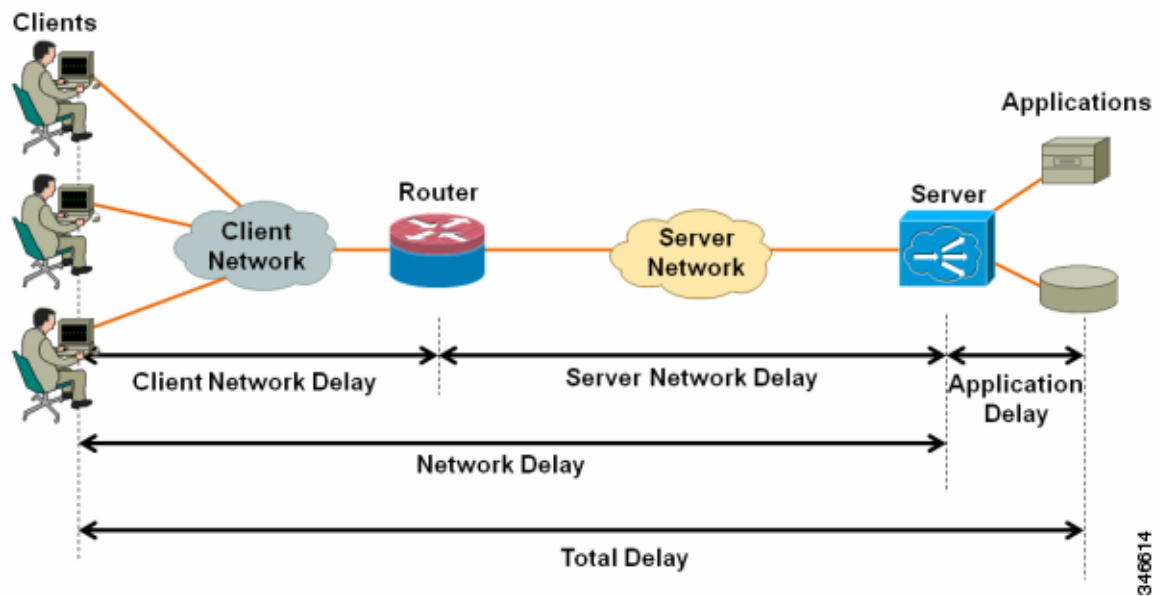 Clients
Applications
Router
Server
Client
Network
Server
Network
Client Network Delay
Server Network Delay
Application
Delay
Network Delay
Total Delay
346614